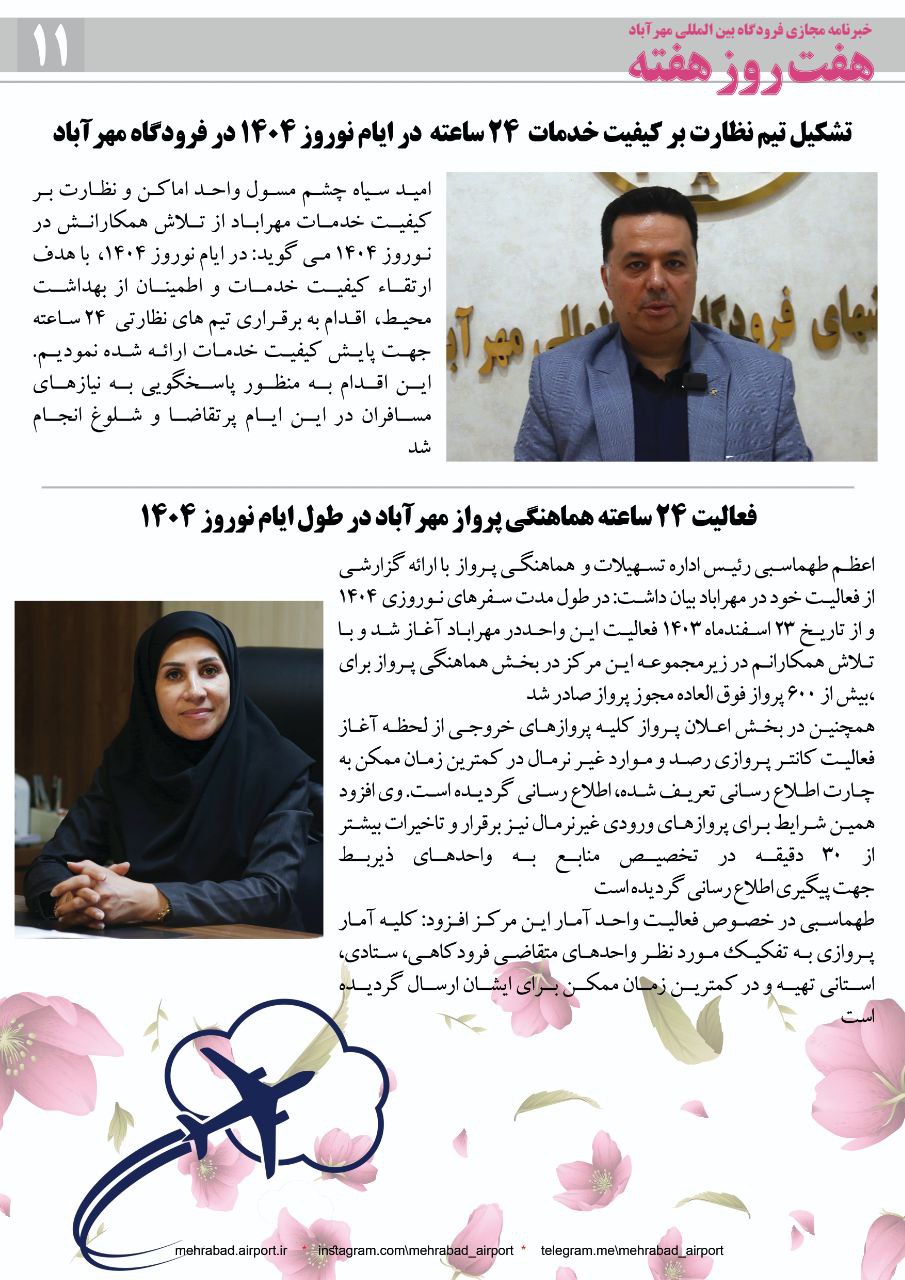 خبرنامه مجازی فرودگاه بین المللی مهرآباد
هفت روز هفته
۱۱
تشکیل تیم نظارت بر کیفیت خدمات ۲۴ ساعته در ایام نوروز ۱۴۰۴ در فرودگاه مهرآباد
امید سیاه چشم مسول واحد اماکن و نظارت بر
کیفیت خدمات مهراباد از تلاش همکارانش در
نوروز ۱۴۰۴ می گوید: در ایام نوروز ۱۴۰۴، با هدف
ارتقاء کیفیت خدمات و اطمینان از بهداشت
محیط، اقدام به برقراری تیم های نظارتی ۲۴ ساعته
جهت پایش کیفیت خدمات ارائه شده نمودیم.
این اقدام به منظور پاسخگویی به نیازهای
مسافران در این ایام پرتقاضا و شلوغ انجام
شد
فعالیت ۲۴ ساعته هماهنگی پرواز مهرآباد در طول ایام نوروز ۱۴۰۴
اعظم طهماسبی رئیس اداره تسهیلات و هماهنگی پرواز با ارائه گزارشی
از فعالیت خود در مهراباد بیان داشت: در طول مدت سفرهای نوروزی ۱۴۰۴
و از تاریخ ۲۳ اسفندماه ۱۴۰۳ فعالیت این واحددر مهراباد آغاز شد و با
تلاش همکارانم در زیرمجموعه این مرکز در بخش هماهنگی پرواز برای
،بیش از ۶۰۰ پرواز فوق العاده مجوز پرواز صادر شد
همچنین در بخش اعلان پرواز کلیه پروازهای خروجی از لحظه آغاز
فعالیت کانتر پروازی رصد و موارد غیر نرمال در کمترین زمان ممکن به
چارت اطلاع رسانی تعریف شده، اطلاع رسانی گردیده است. وی افزود
همین شرایط برای پروازهای ورودی غیرنرمال نیز برقرار و تاخیرات بیشتر
از ۳۰ دقیقه در تخصیص منابع به واحدهای ذیربط
جهت پیگیری اطلاع رسانی گردیده است
طهماسبی در خصوص فعالیت واحد آمار این مرکز افزود: کلیه آمار
پروازی به تفکیک مورد نظر واحدهای متقاضی فرودکاهی، ستادی،
استانی تهیه و در کمترین زمان ممکن برای ایشان ارسال گردیده
است
mehrabad.airport.ir * instagram.com\mehrabad_airport * telegram.me\mehrabad_airport